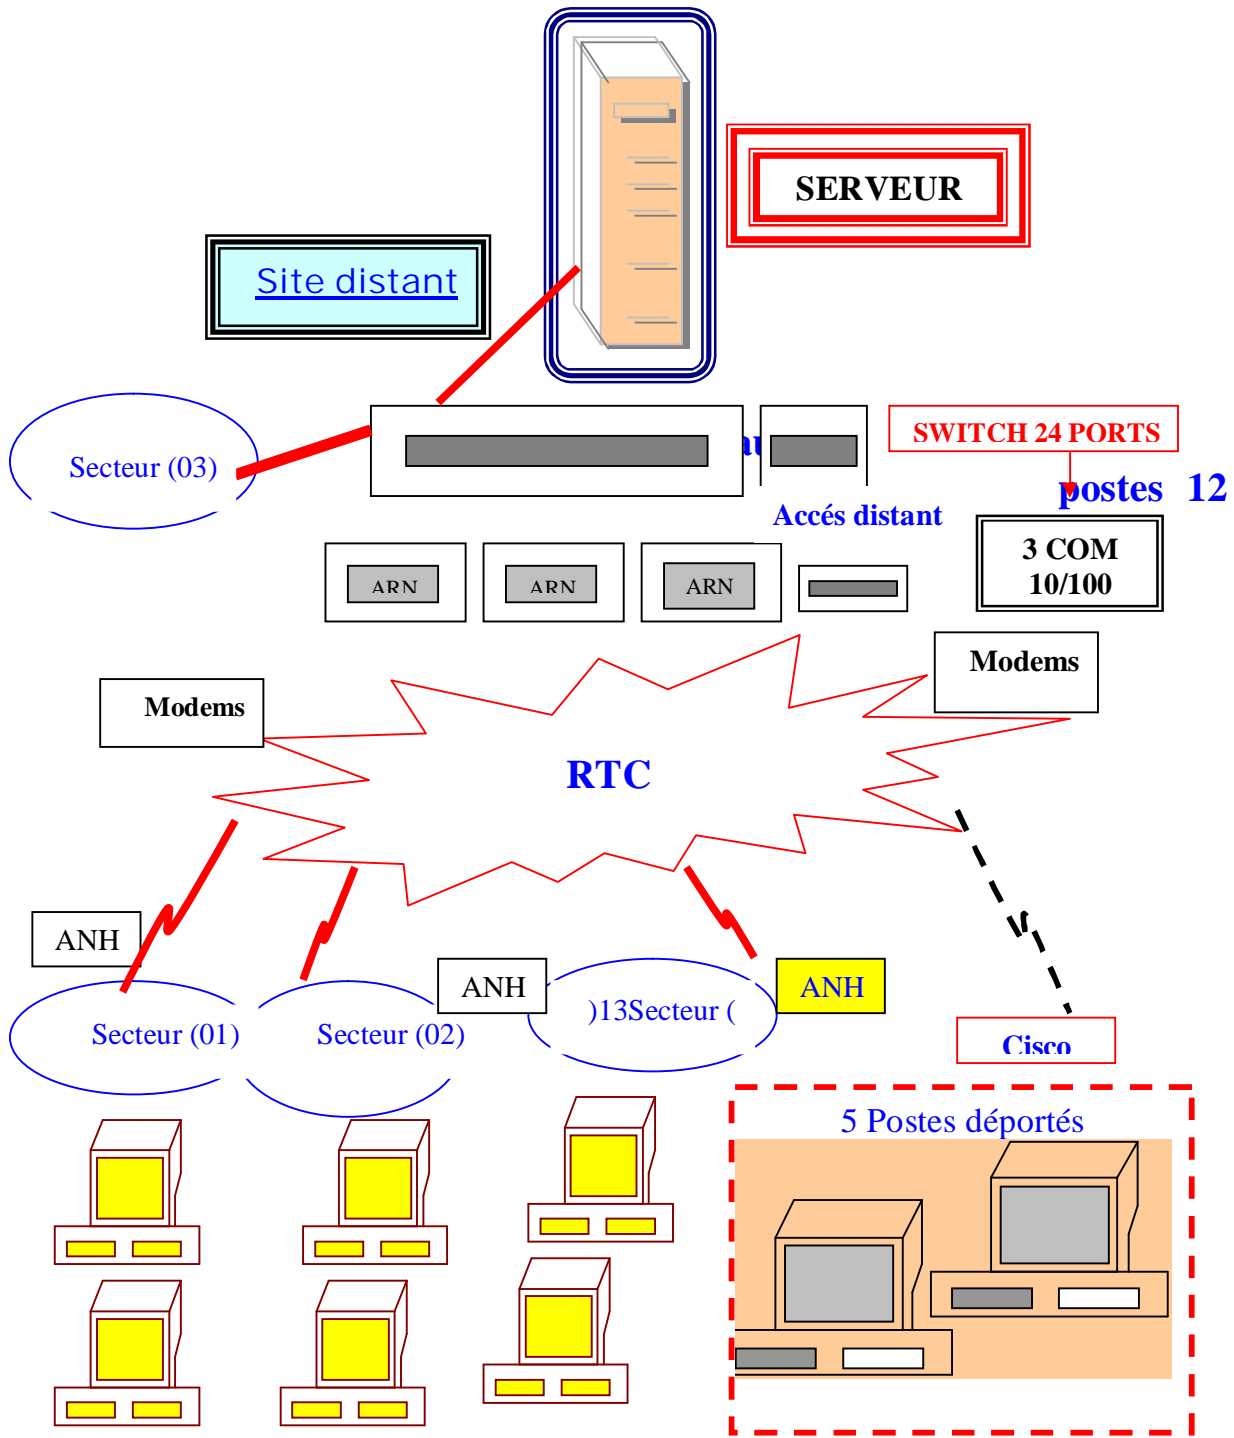 SERVEUR
Site distant
SWITCH 24 PORTS
Secteur (03)
postes 12
Accés distant
3 COM
10/100
ARN
ARN
ARN
Modems
Modems
RTC
ANH
ANH
ANH
)13Secteur (
Secteur (01)
Secteur (02)
Cisco
5 Postes déportés